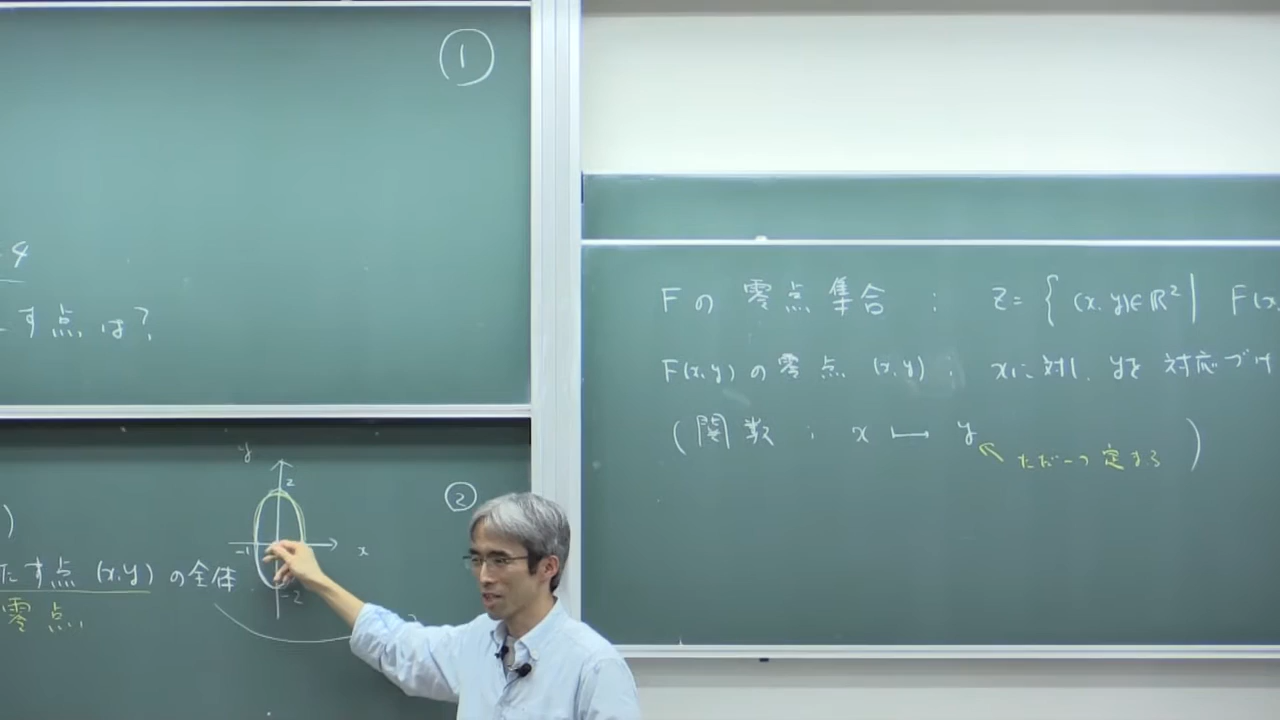 ①
4
す点は?
y
2
②
)
-1
x
たす点 (x,y) の全体
-2
零点
Fの零点集合 : Z={ (x,y)∈ℝ² | F(x
F(x,y)の零点 (x,y) : xに対し, yを対応づけ
(関数 : x ⟼ y
ただ一つ定まる )